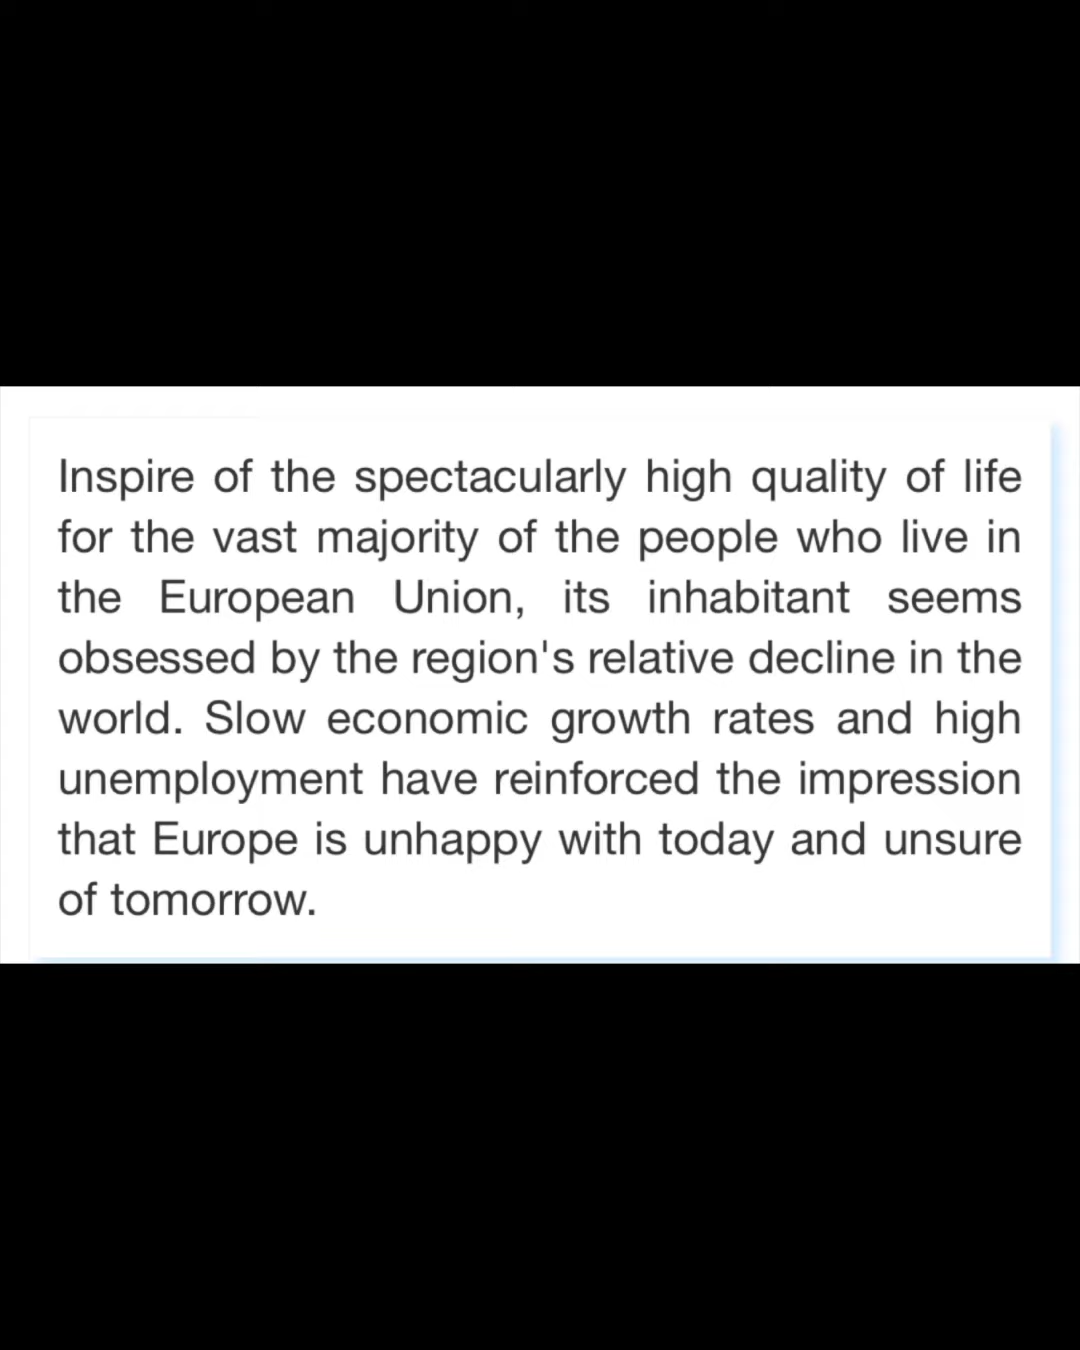 Inspire of the spectacularly high quality of life
for the vast majority of the people who live in
the European Union, its inhabitant seems
obsessed by the region's relative decline in the
world. Slow economic growth rates and high
unemployment have reinforced the impression
that Europe is unhappy with today and unsure
of tomorrow.